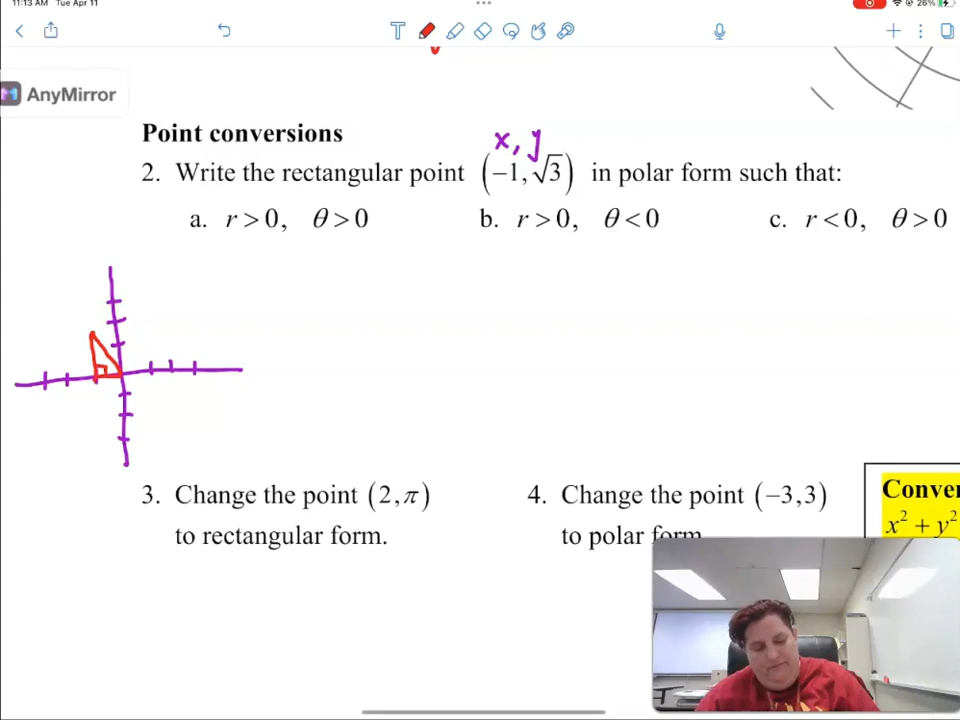 11:13 AM Tue Apr 11
26%
T
AnyMirror
Point conversions
x, y
2. Write the rectangular point (−1, √3) in polar form such that:
a. r > 0, θ > 0 b. r > 0, θ < 0 c. r < 0, θ > 0
3. Change the point (2, π) 4. Change the point (−3, 3)
to rectangular form. to polar form
Conver
x² + y²